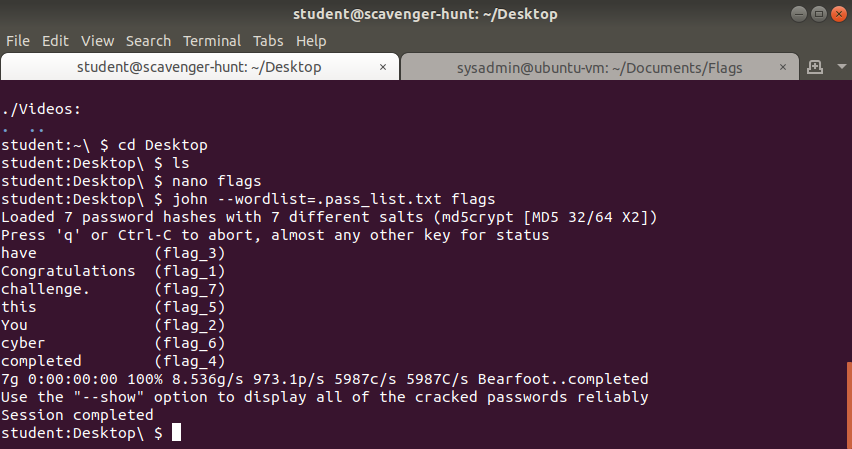 student@scavenger-hunt: ~/Desktop
File Edit View Search Terminal Tabs Help
student@scavenger-hunt: ~/Desktop × sysadmin@ubuntu-vm: ~/Documents/Flags ×
./Videos:
. ..
student:~\ $ cd Desktop
student:Desktop\ $ ls
student:Desktop\ $ nano flags
student:Desktop\ $ john --wordlist=.pass_list.txt flags
Loaded 7 password hashes with 7 different salts (md5crypt [MD5 32/64 X2])
Press 'q' or Ctrl-C to abort, almost any other key for status
have (flag_3)
Congratulations (flag_1)
challenge. (flag_7)
this (flag_5)
You (flag_2)
cyber (flag_6)
completed (flag_4)
7g 0:00:00:00 100% 8.536g/s 973.1p/s 5987c/s 5987C/s Bearfoot..completed
Use the "--show" option to display all of the cracked passwords reliably
Session completed
student:Desktop\ $